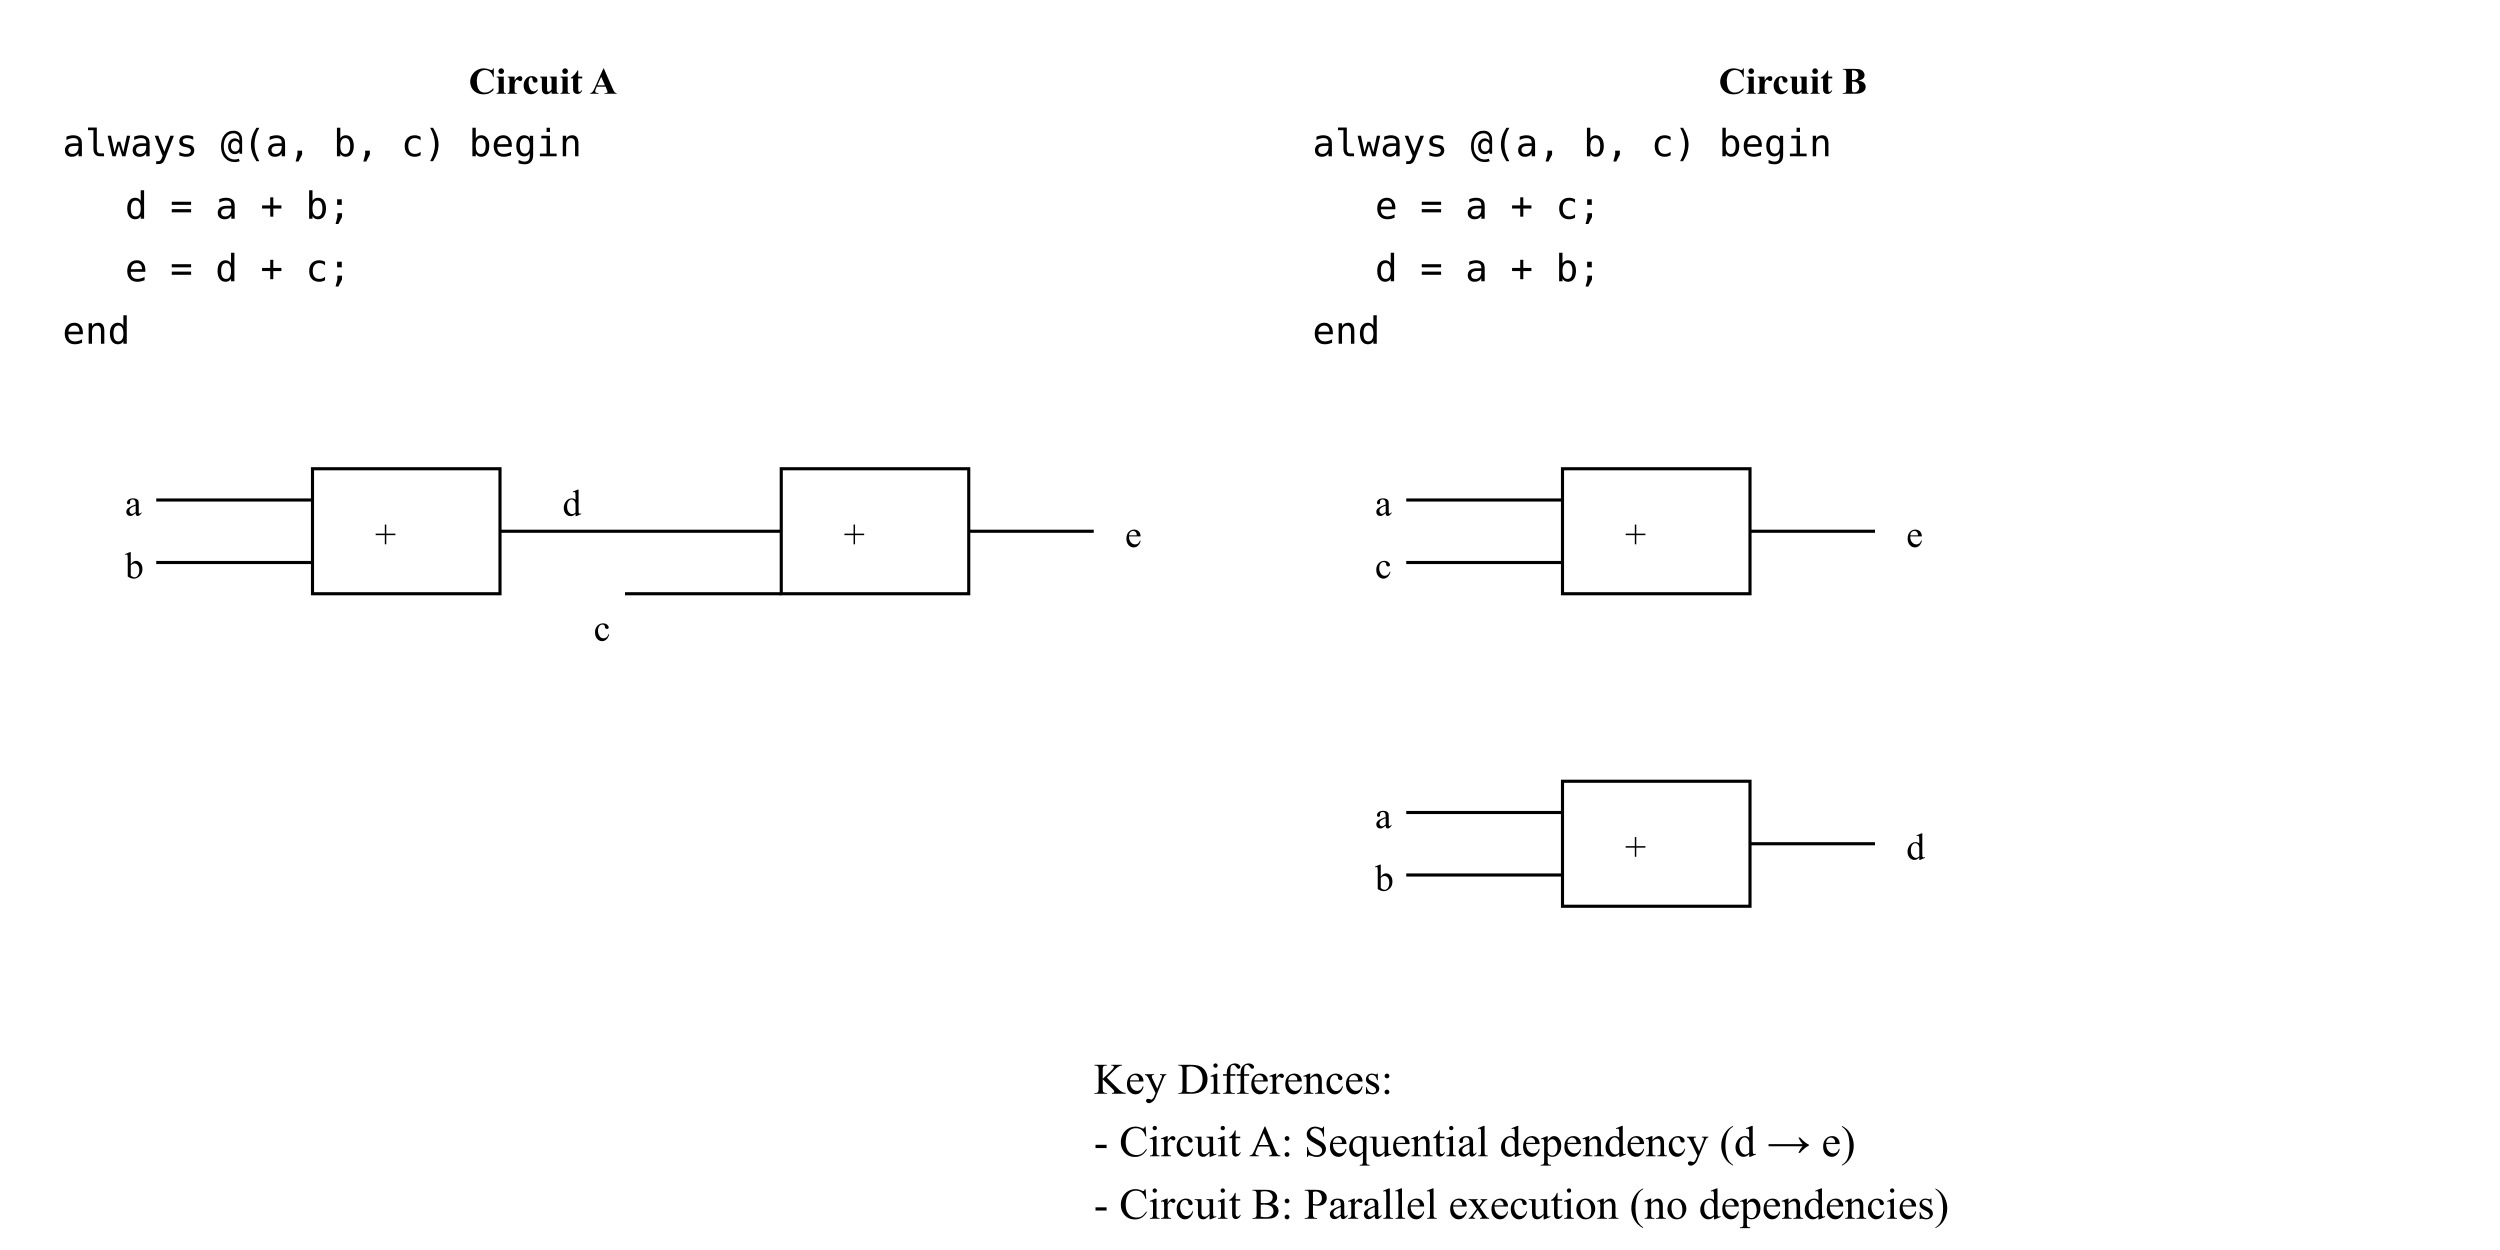 Circuit A
always @(a, b, c) begin
    d = a + b;
    e = d + c;
end
a
b
+
d
c
+
e
Circuit B
always @(a, b, c) begin
    e = a + c;
    d = a + b;
end
a
c
+
e
a
b
+
d
Key Differences:
- Circuit A: Sequential dependency (d → e)
- Circuit B: Parallel execution (no dependencies)